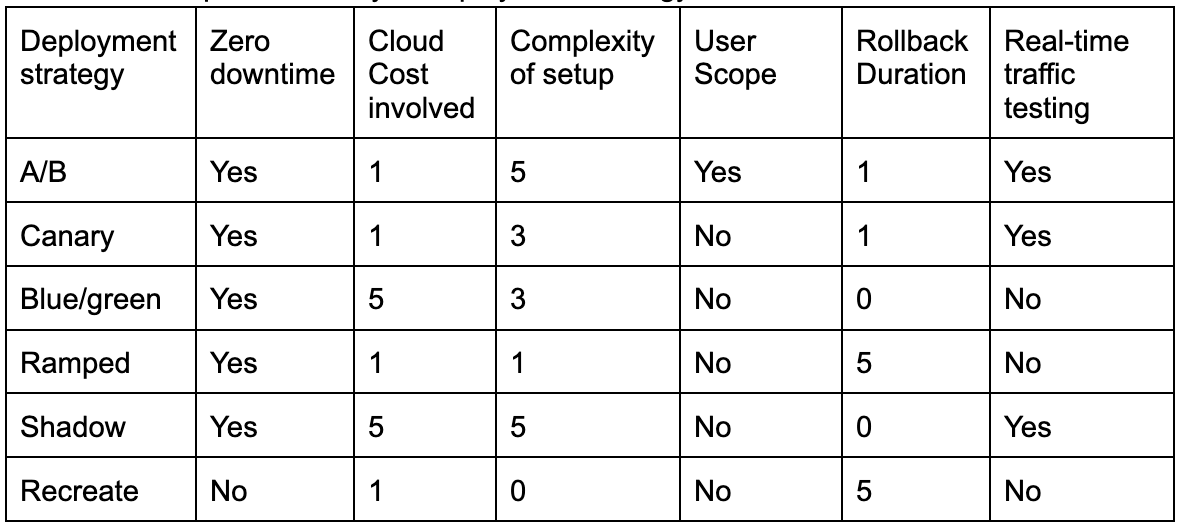 Deployment strategy | Zero downtime | Cloud Cost involved | Complexity of setup | User Scope | Rollback Duration | Real-time traffic testing
A/B | Yes | 1 | 5 | Yes | 1 | Yes
Canary | Yes | 1 | 3 | No | 1 | Yes
Blue/green | Yes | 5 | 3 | No | 0 | No
Ramped | Yes | 1 | 1 | No | 5 | No
Shadow | Yes | 5 | 5 | No | 0 | Yes
Recreate | No | 1 | 0 | No | 5 | No